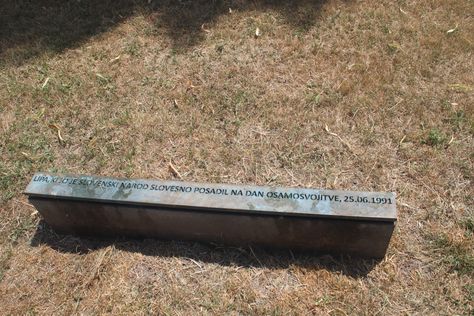 LIPA, KI JO JE SLOVENSKI NAROD SLOVESNO POSADIL NA DAN OSAMOSVOJITVE, 25.06.1991